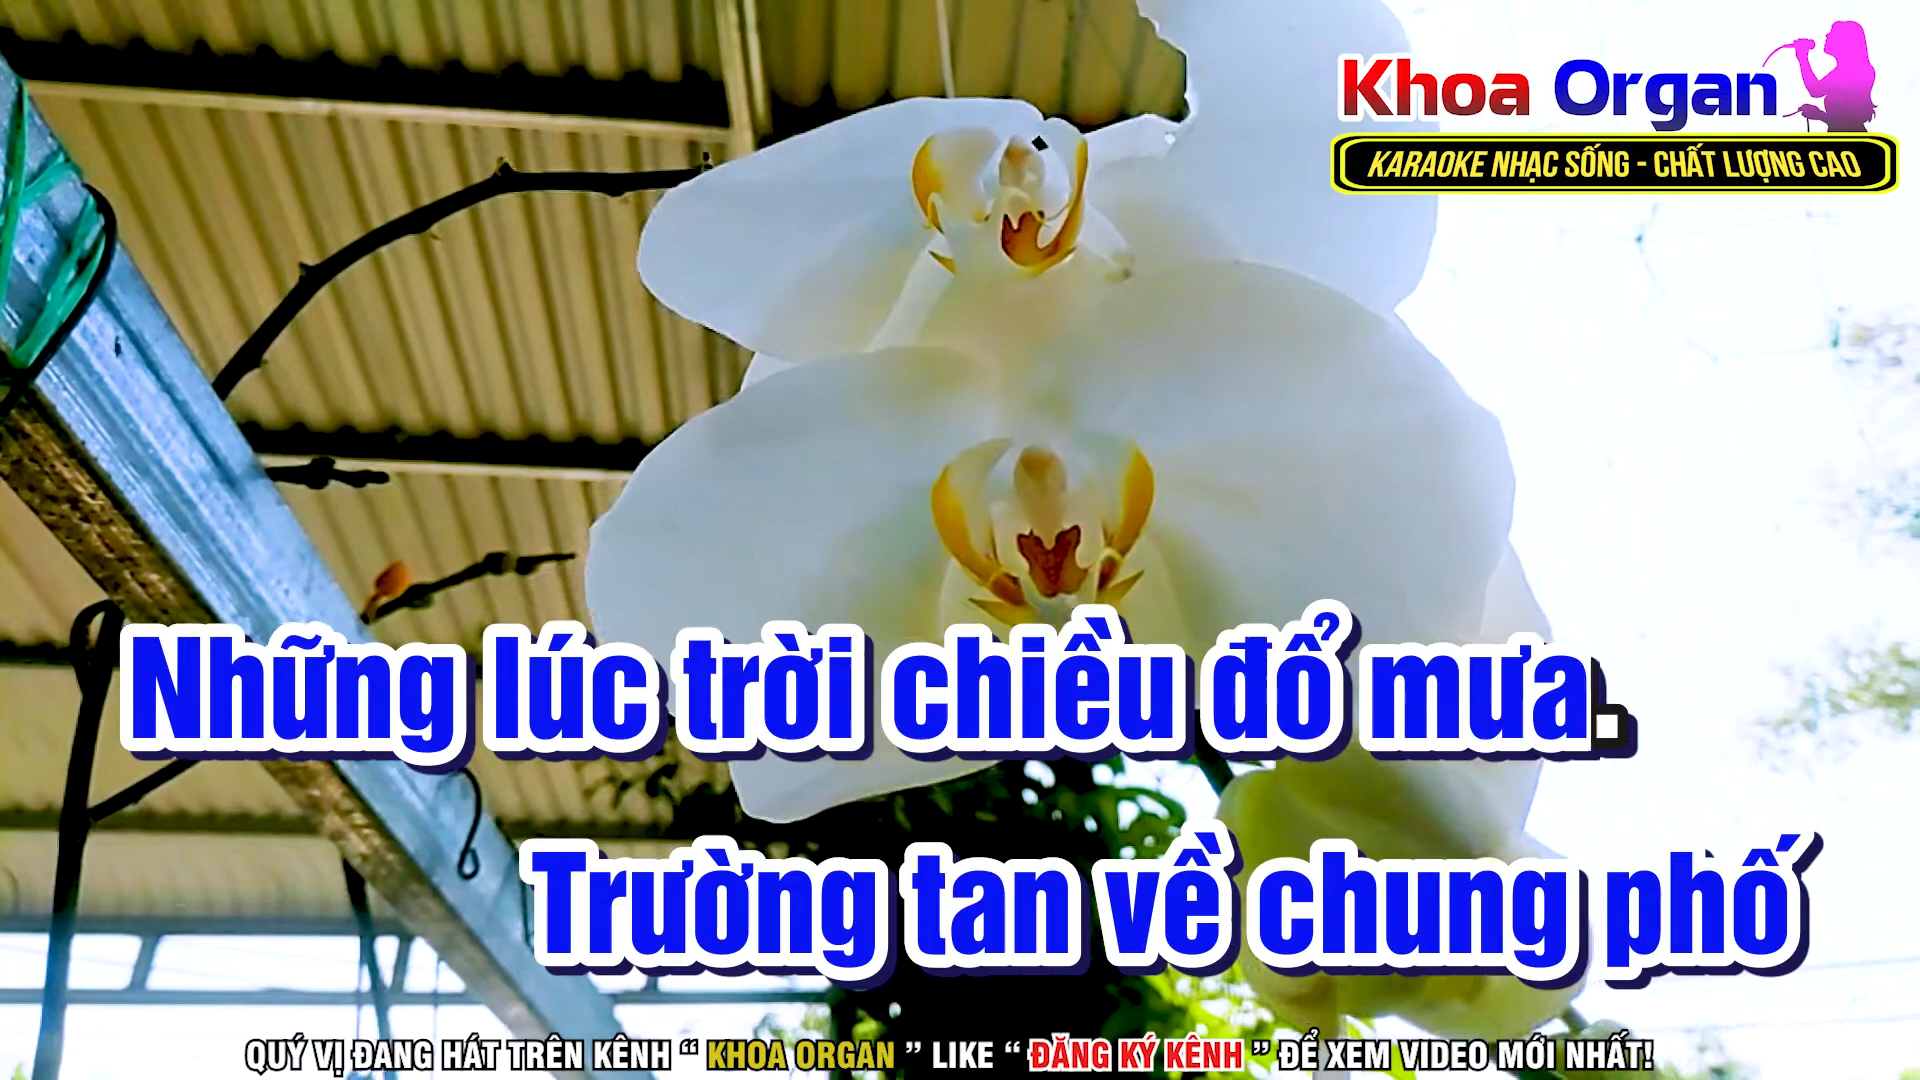 Khoa Organ
KARAOKE NHẠC SỐNG - CHẤT LƯỢNG CAO
Những lúc trời chiều đổ mưa.
Trường tan về chung phố
QUÝ VỊ ĐANG HÁT TRÊN KÊNH “ KHOA ORGAN ” LIKE “ ĐĂNG KÝ KÊNH ” ĐỂ XEM VIDEO MỚI NHẤT!